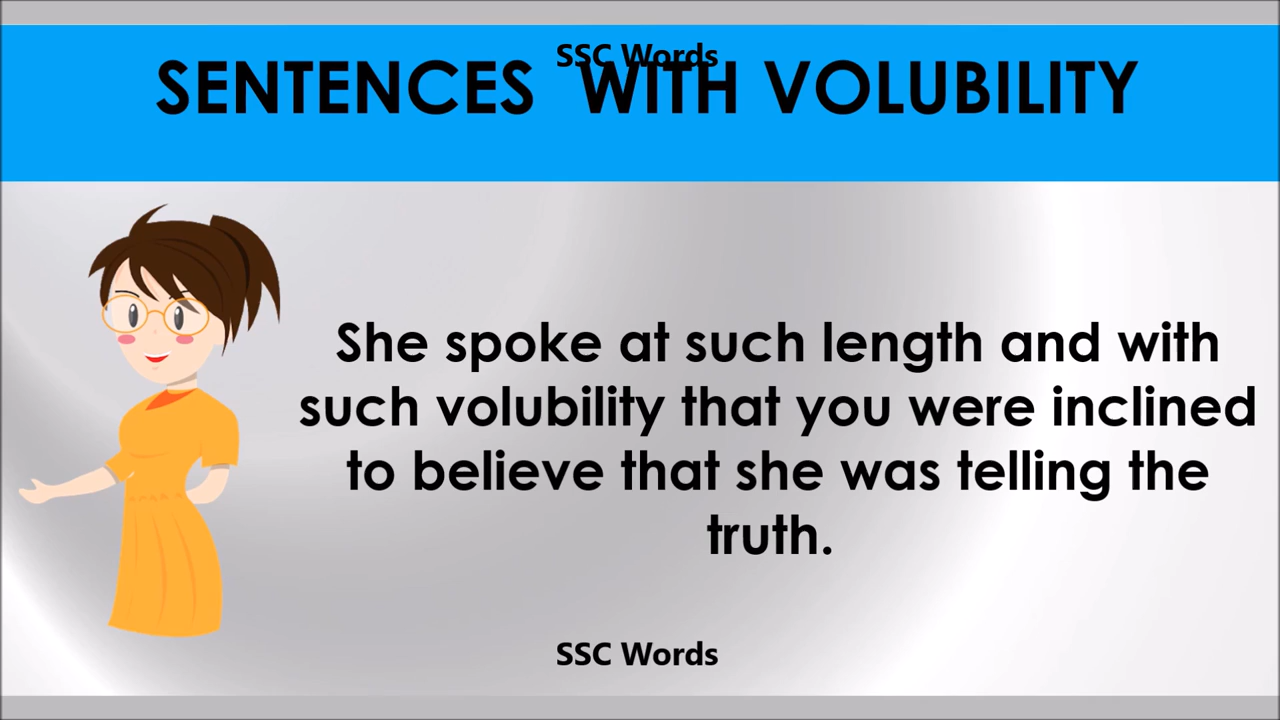 SSC Words
SENTENCES WITH VOLUBILITY
She spoke at such length and with
such volubility that you were inclined
to believe that she was telling the
truth.
SSC Words